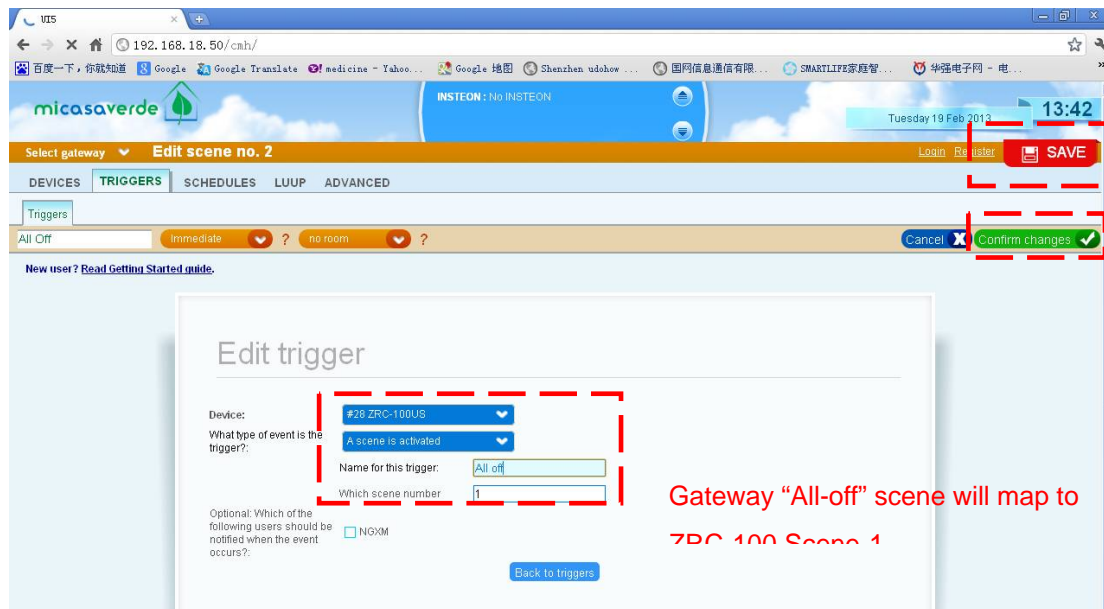 UI5
192.168.18.50/cmh/
百度一下，你就知道 Google Google Translate medicine - Yahoo... Google 地图 Shenzhen udohow ... 国网信息通信有限... SMARTLIFE家庭智... 华强电子网 - 电... »
micasaverde
INSTEON : No INSTEON
Tuesday 19 Feb 2013
13:42
Select gateway Edit scene no. 2 Login Register SAVE
DEVICES TRIGGERS SCHEDULES LUUP ADVANCED
Triggers
All Off Immediate ? no room ? Cancel X Confirm changes
New user? Read Getting Started guide.
Edit trigger
Device: #28 ZRC-100US
What type of event is the trigger?: A scene is activated
Name for this trigger: All off
Which scene number 1
Optional: Which of the
following users should be
notified when the event
occurs?:
NGXM
Back to triggers
Gateway “All-off” scene will map to
ZRC-100 Scene-1